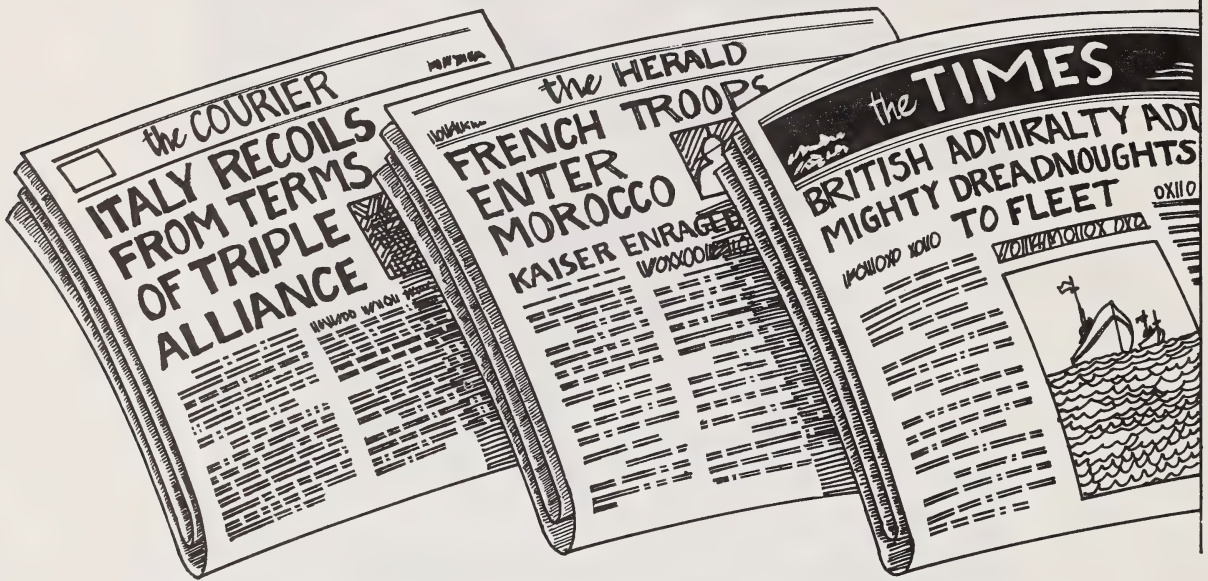 the COURIER
ITALY RECOILS
FROM TERMS
OF TRIPLE
ALLIANCE
the HERALD
FRENCH TROOPS
ENTER
MOROCCO
KAISER ENRAGED
the TIMES
BRITISH ADMIRALTY ADD
MIGHTY DREADNOUGHTS
TO FLEET